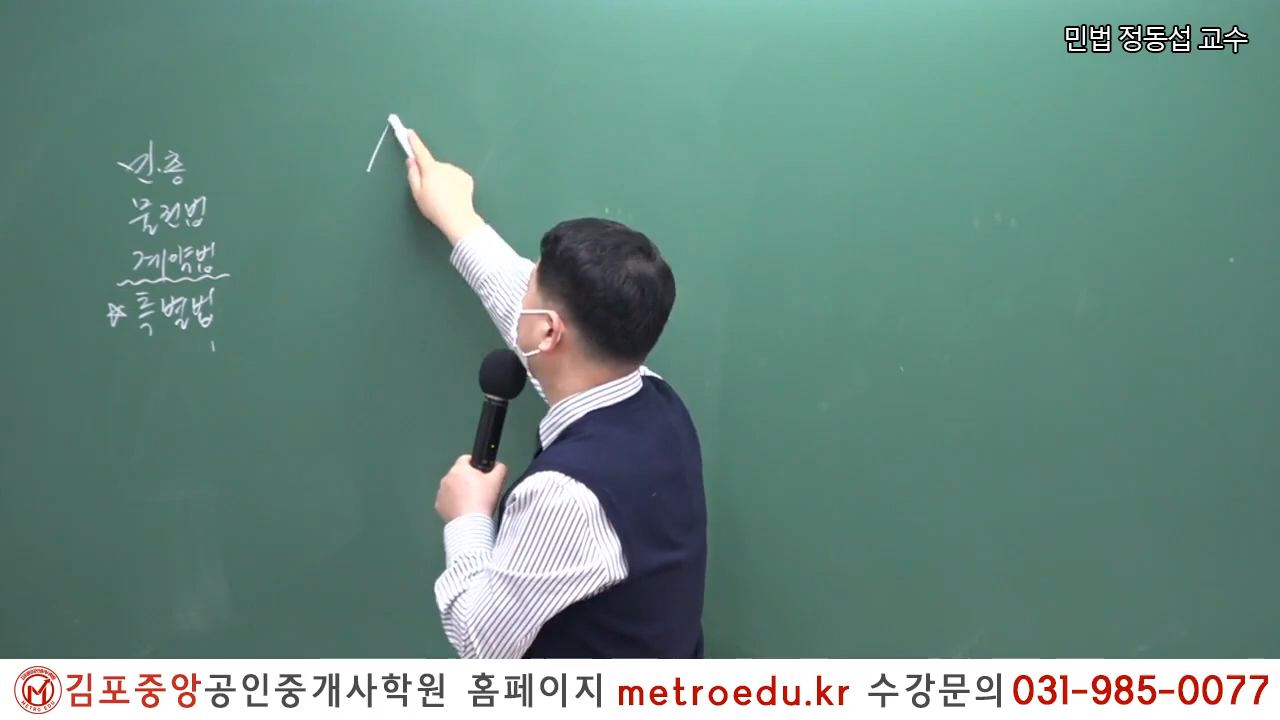 민법 정동섭 교수
민·총
물권법
계약법
☆ 특별법
METRO EDU
김포중앙공인중개사학원 홈페이지 metroedu.kr 수강문의 031-985-0077